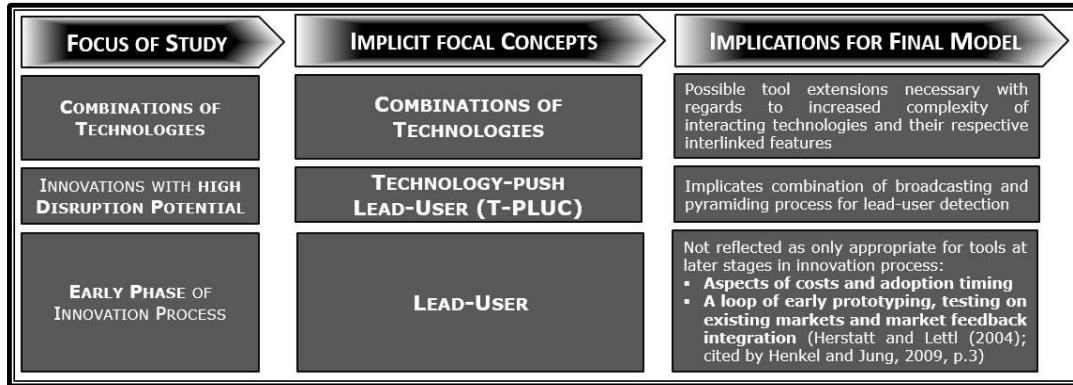 FOCUS OF STUDY
IMPLICIT FOCAL CONCEPTS
IMPLICATIONS FOR FINAL MODEL
COMBINATIONS OF
TECHNOLOGIES
COMBINATIONS OF
TECHNOLOGIES
Possible tool extensions necessary with
regards to increased complexity of
interacting technologies and their respective
interlinked features
INNOVATIONS WITH HIGH
DISRUPTION POTENTIAL
TECHNOLOGY-PUSH
LEAD-USER (T-PLUC)
Implicates combination of broadcasting and
pyramiding process for lead-user detection
EARLY PHASE OF
INNOVATION PROCESS
LEAD-USER
Not reflected as only appropriate for tools at
later stages in innovation process:
▪ Aspects of costs and adoption timing
▪ A loop of early prototyping, testing on
existing markets and market feedback
integration (Herstatt and Lettl (2004);
cited by Henkel and Jung, 2009, p.3)